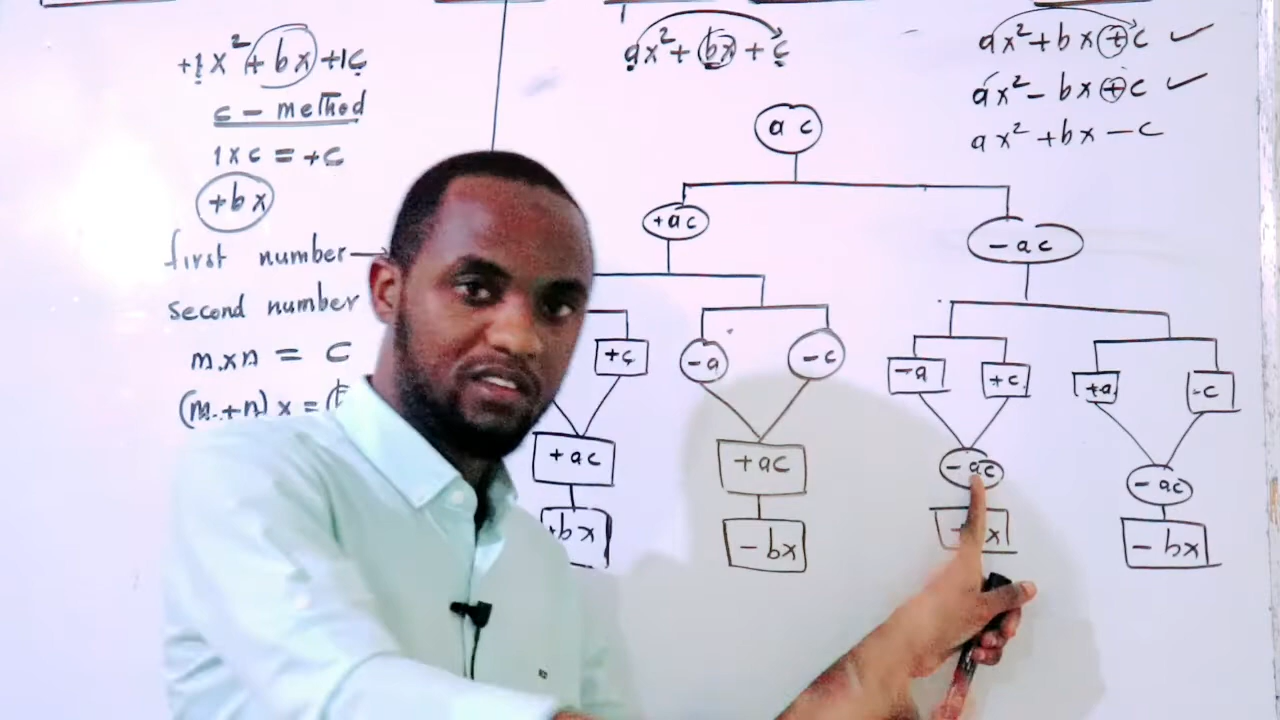 +1x² + bx + 1c
c - method
1 x c = +c
+bx
first number
second number
m x n = c
(m + n) x =
ax² + bx + c
ax² + bx + c ✓
ax² - bx + c ✓
ax² + bx - c
ac
+ac
-ac
+c
-a
-c
-a
+c
+a
-c
+ac
+ac
-ac
-ac
+bx
-bx
x
-bx